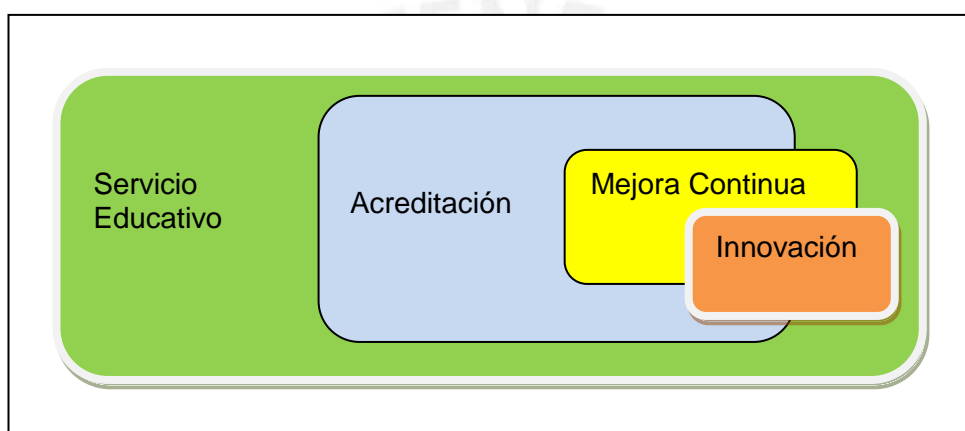 Servicio
Educativo
Acreditación
Mejora Continua
Innovación